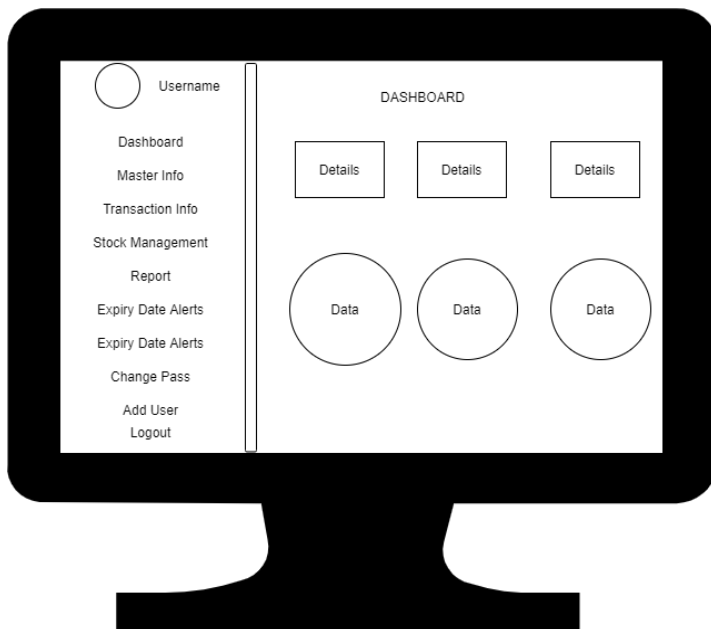 Username
Dashboard
Master Info
Transaction Info
Stock Management
Report
Expiry Date Alerts
Expiry Date Alerts
Change Pass
Add User
Logout
DASHBOARD
Details
Details
Details
Data
Data
Data